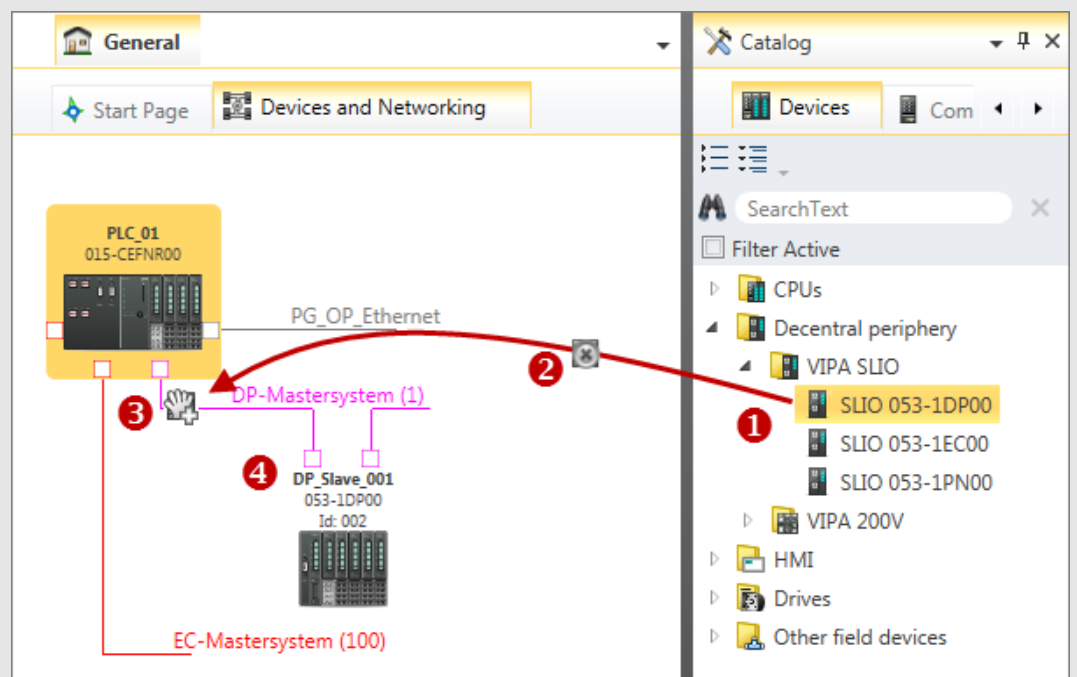 General
Start Page
Devices and Networking
PLC_01
015-CEFNR00
PG_OP_Ethernet
2
3
DP-Mastersystem (1)
4
DP_Slave_001
053-1DP00
Id: 002
EC-Mastersystem (100)
Catalog
Devices
Com
SearchText
Filter Active
CPUs
Decentral periphery
VIPA SLIO
SLIO 053-1DP00
1
SLIO 053-1EC00
SLIO 053-1PN00
VIPA 200V
HMI
Drives
Other field devices